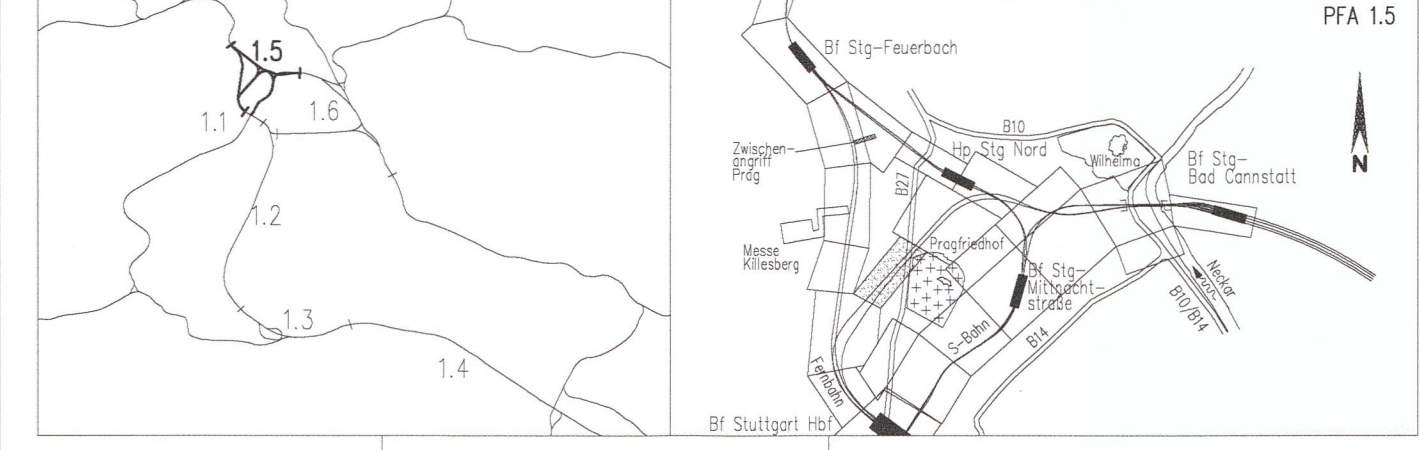 1.5
1.1
1.6
1.2
1.3
1.4
PFA 1.5
Bf Stg-Feuerbach
B10
Zwischen-
angriff
Prag
Hp Stg Nord
Wilhelma
Bf Stg-
Bad Cannstatt
N
B27
Messe
Killesberg
Pragfriedhof
Bf Stg-
Mittnacht-
straße
Neckar
B10/B14
S-Bahn
B14
Fernbahn
Bf Stuttgart Hbf